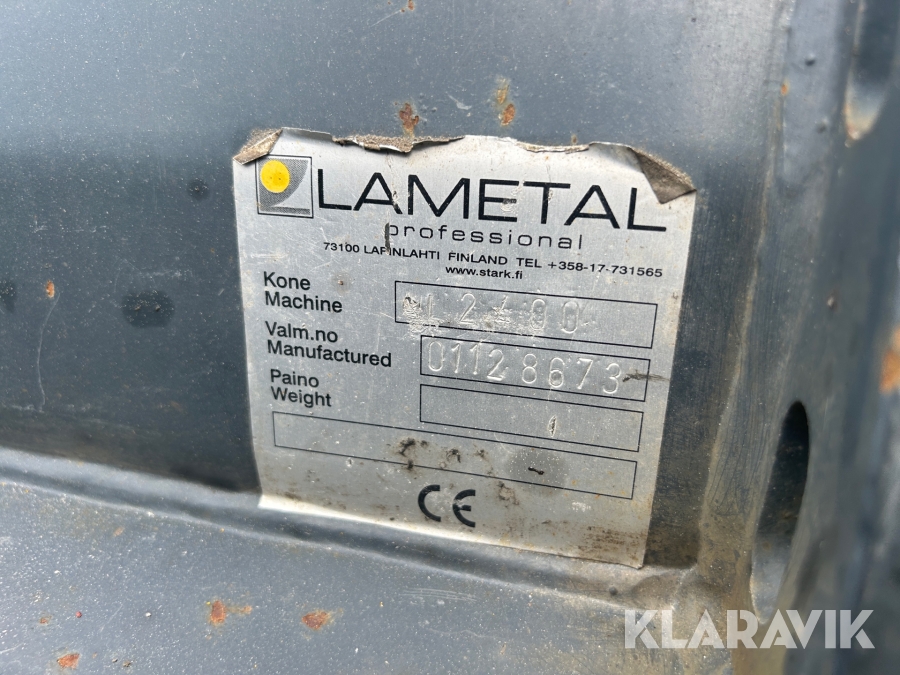 LAMETAL
professional
73100 LAPINLAHTI FINLAND TEL +358-17-731565
www.stark.fi
Kone
Machine
Valm.no
Manufactured
01128673
Paino
Weight
CE
KLARAVIK